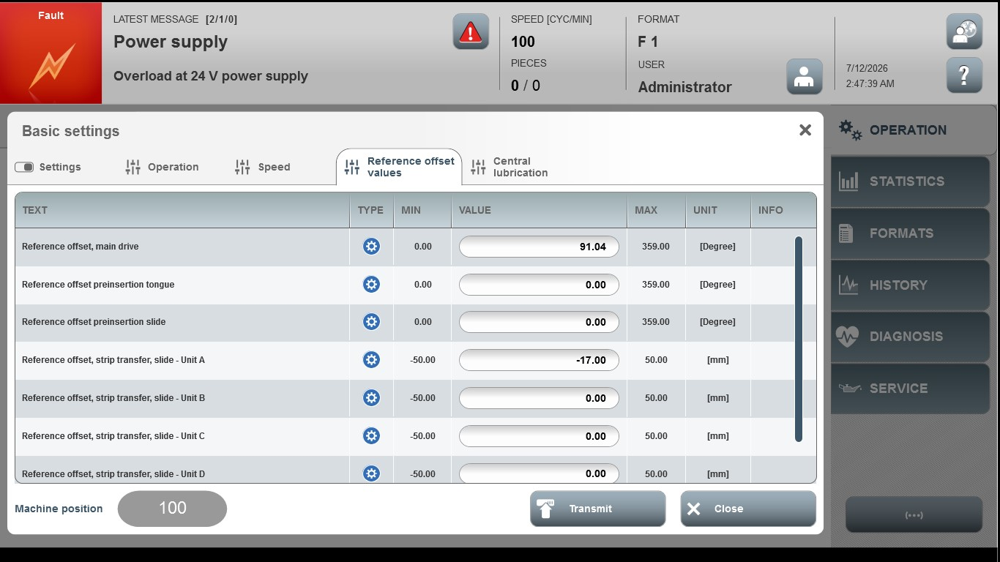 Fault
LATEST MESSAGE [2/1/0]
Power supply
Overload at 24 V power supply
SPEED [CYC/MIN]
100
PIECES
0 / 0
FORMAT
F 1
USER
Administrator
7/12/2026
2:47:39 AM
?
Basic settings
Settings
Operation
Speed
Reference offset
values
Central
lubrication
TEXT TYPE MIN VALUE MAX UNIT INFO
Reference offset, main drive 0.00 91.04 359.00 [Degree]
Reference offset preinsertion tongue 0.00 0.00 359.00 [Degree]
Reference offset preinsertion slide 0.00 0.00 359.00 [Degree]
Reference offset, strip transfer, slide - Unit A -50.00 -17.00 50.00 [mm]
Reference offset, strip transfer, slide - Unit B -50.00 0.00 50.00 [mm]
Reference offset, strip transfer, slide - Unit C -50.00 0.00 50.00 [mm]
Reference offset, strip transfer, slide - Unit D -50.00 0.00 50.00 [mm]
Machine position 100
Transmit
Close
OPERATION
STATISTICS
FORMATS
HISTORY
DIAGNOSIS
SERVICE
(...)